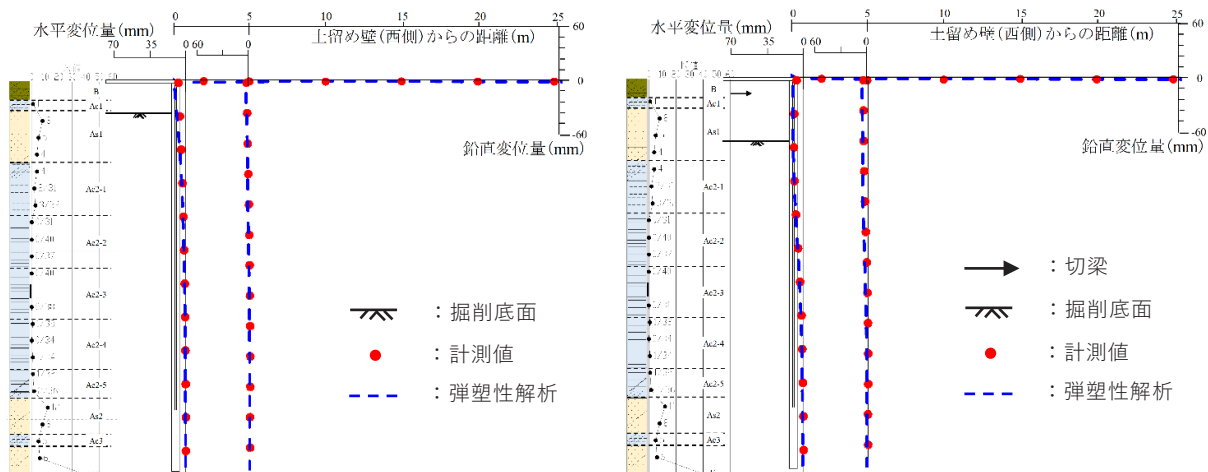 0 5 10 15 20 25
水平変位量(mm)
土留め壁(西側)からの距離(m)
-60
70 35 0 60 0
0
60
鉛直変位量(mm)
B
Ac1
As1
Ac2-1
Ac2-2
Ac2-3
Ac2-4
Ac2-5
As2
Ac3
:掘削底面
:計測値
:弾塑性解析
0 5 10 15 20 25
水平変位量(mm)
土留め壁(西側)からの距離(m)
-60
70 35 0 60 0
0
-60
鉛直変位量(mm)
B
Ac1
As1
Ac2-1
Ac2-2
Ac2-3
Ac2-4
Ac2-5
As2
Ac3
:切梁
:掘削底面
:計測値
:弾塑性解析